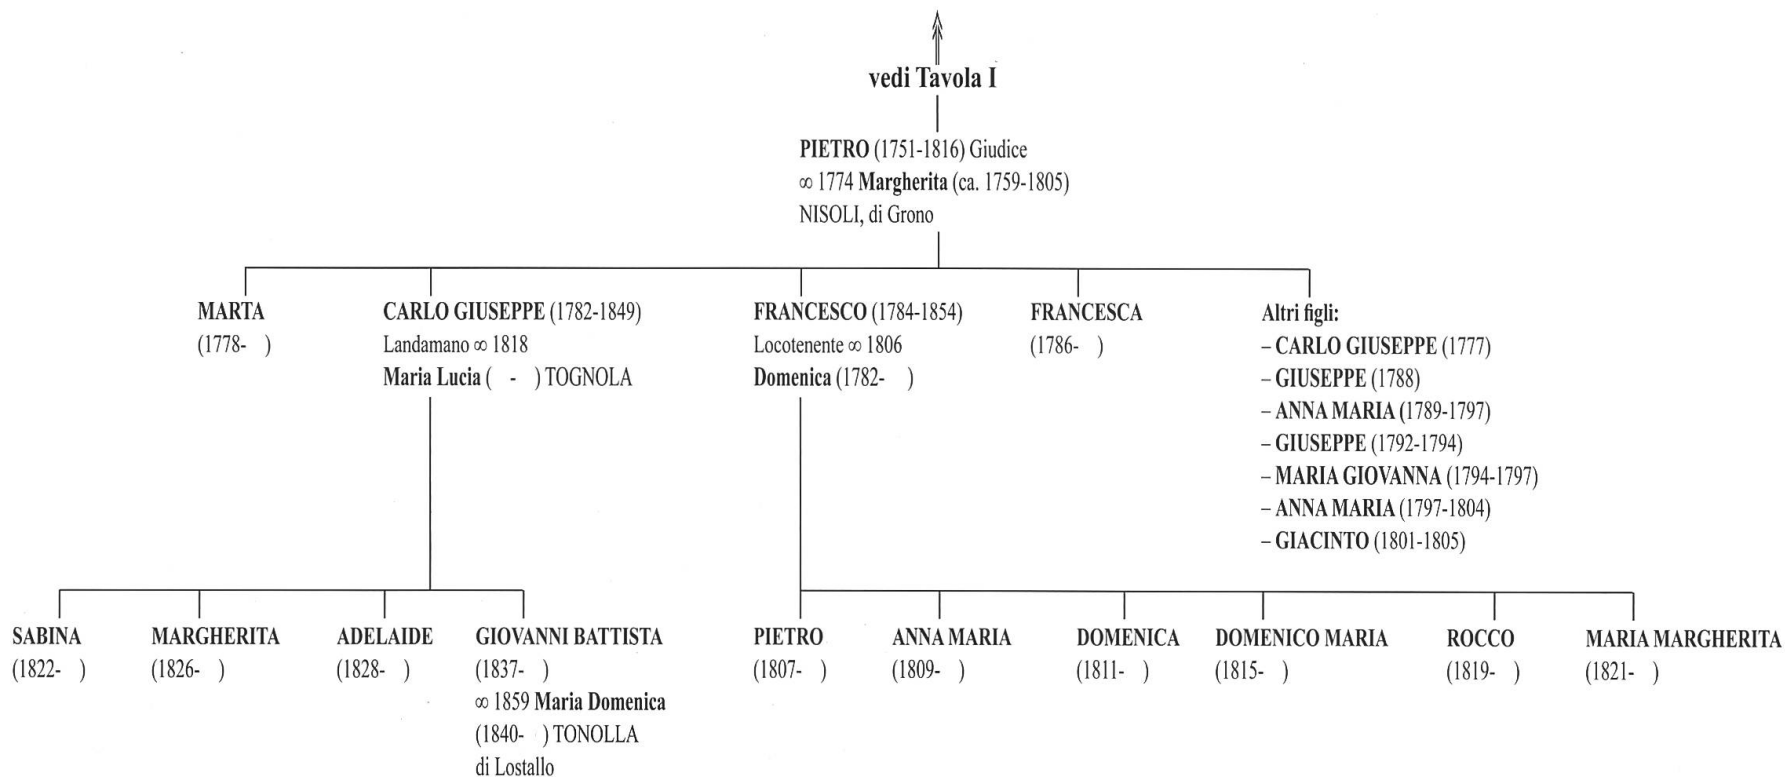 vedi Tavola I
PIETRO (1751-1816) Giudice
∞ 1774 Margherita (ca. 1759-1805)
NISOLI, di Grono
MARTA
(1778- )
CARLO GIUSEPPE (1782-1849)
Landamano ∞ 1818
Maria Lucia ( - ) TOGNOLA
FRANCESCO (1784-1854)
Locotenente ∞ 1806
Domenica (1782- )
FRANCESCA
(1786- )
Altri figli:
– CARLO GIUSEPPE (1777)
– GIUSEPPE (1788)
– ANNA MARIA (1789-1797)
– GIUSEPPE (1792-1794)
– MARIA GIOVANNA (1794-1797)
– ANNA MARIA (1797-1804)
– GIACINTO (1801-1805)
SABINA
(1822- )
MARGHERITA
(1826- )
ADELAIDE
(1828- )
GIOVANNI BATTISTA
(1837- )
∞ 1859 Maria Domenica
(1840- ) TONOLLA
di Lostallo
PIETRO
(1807- )
ANNA MARIA
(1809- )
DOMENICA
(1811- )
DOMENICO MARIA
(1815- )
ROCCO
(1819- )
MARIA MARGHERITA
(1821- )